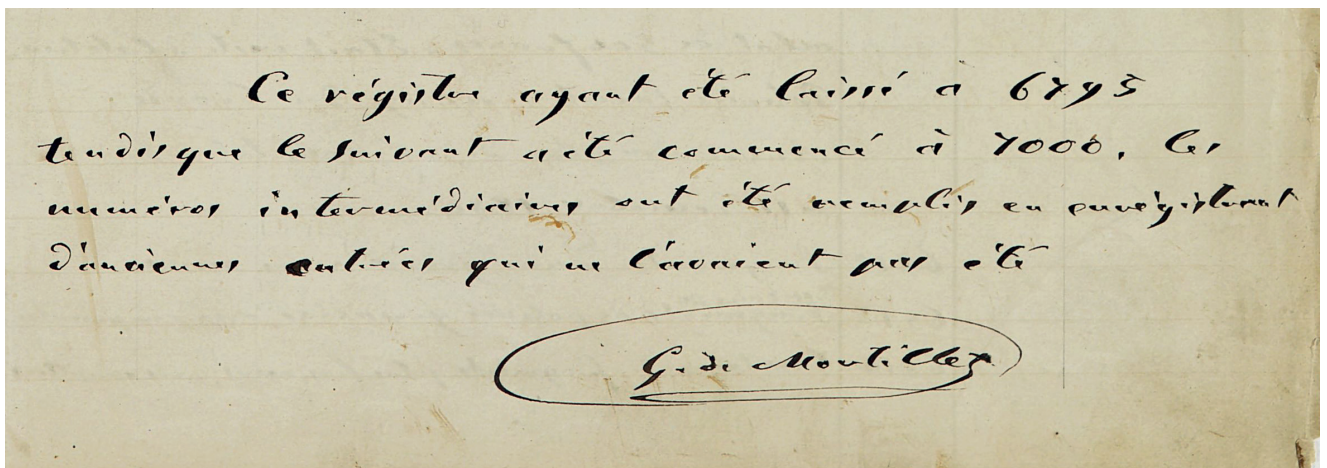 Ce régistre ayant été laissé a 6795
tandisque le suivant a été commencé à 7000, les
numéros intermédiaires ont été remplis en enrégistrant
d'anciennes entrées qui ne l'avaient pas été
G. de Mortillet